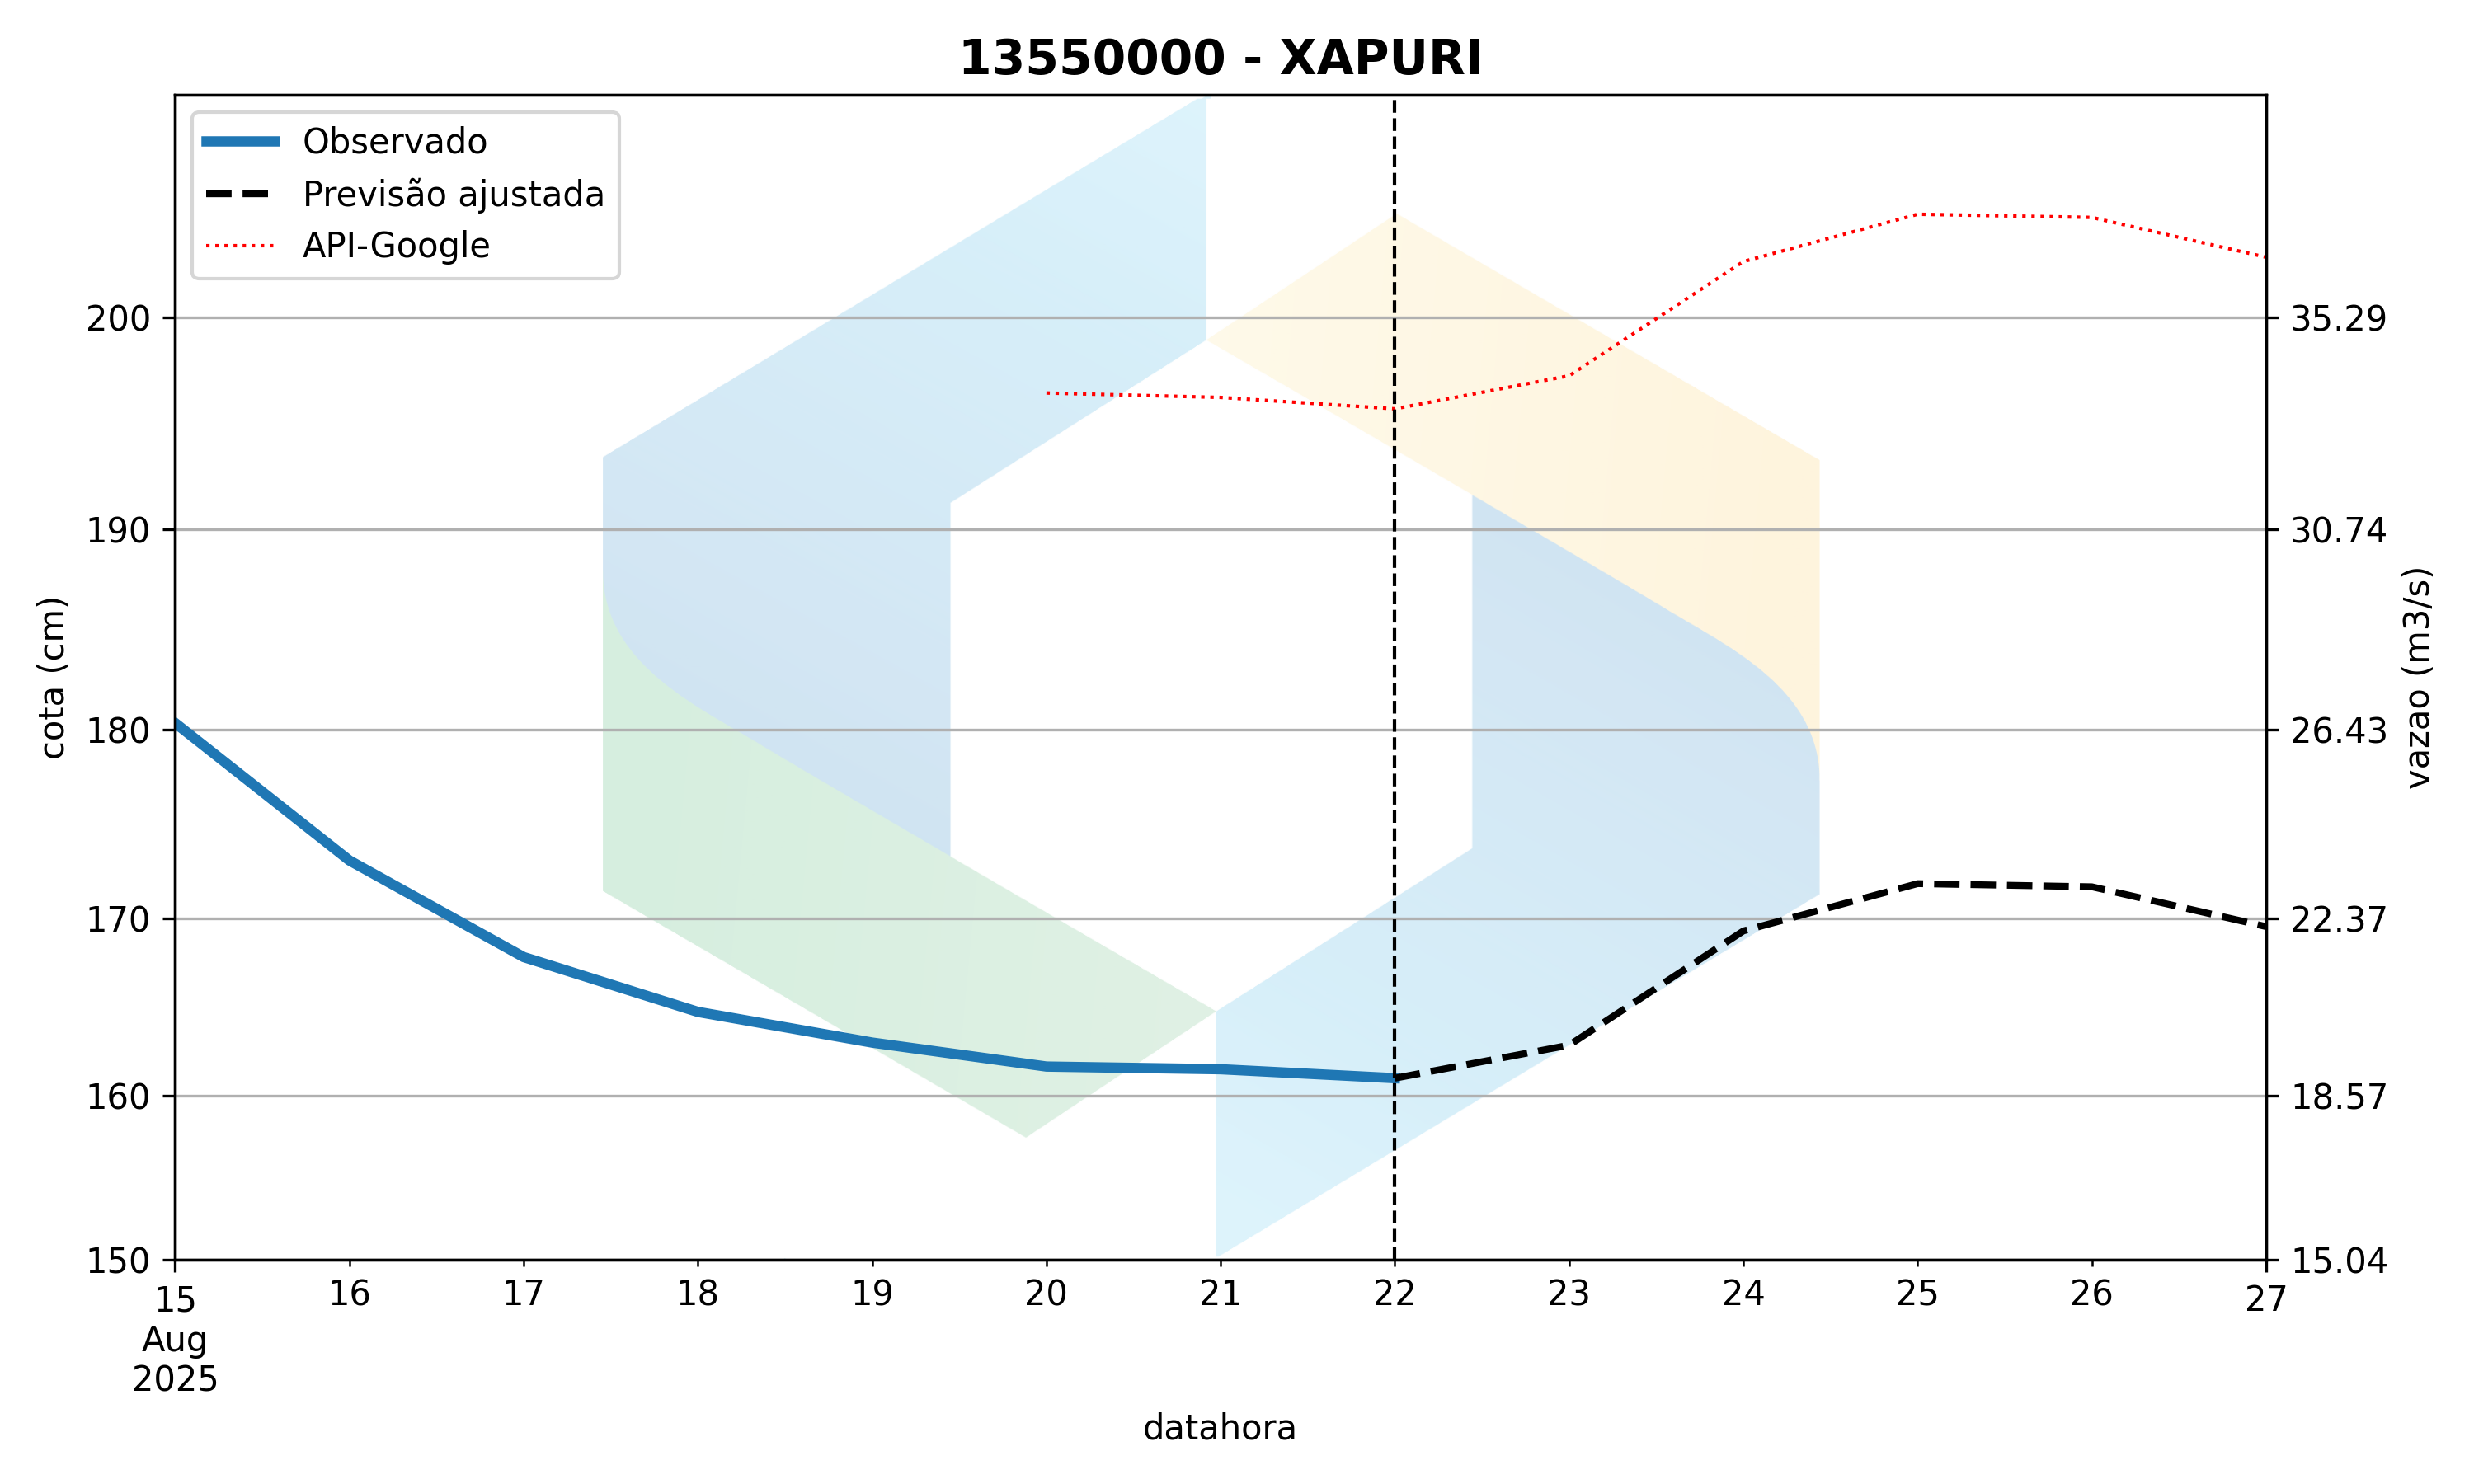 13550000 - XAPURI
Observado
Previsão ajustada
API-Google
200
190
180
170
160
150
cota (cm)
35.29
30.74
26.43
22.37
18.57
15.04
vazao (m3/s)
15 16 17 18 19 20 21 22 23 24 25 26 27
Aug
2025
datahora